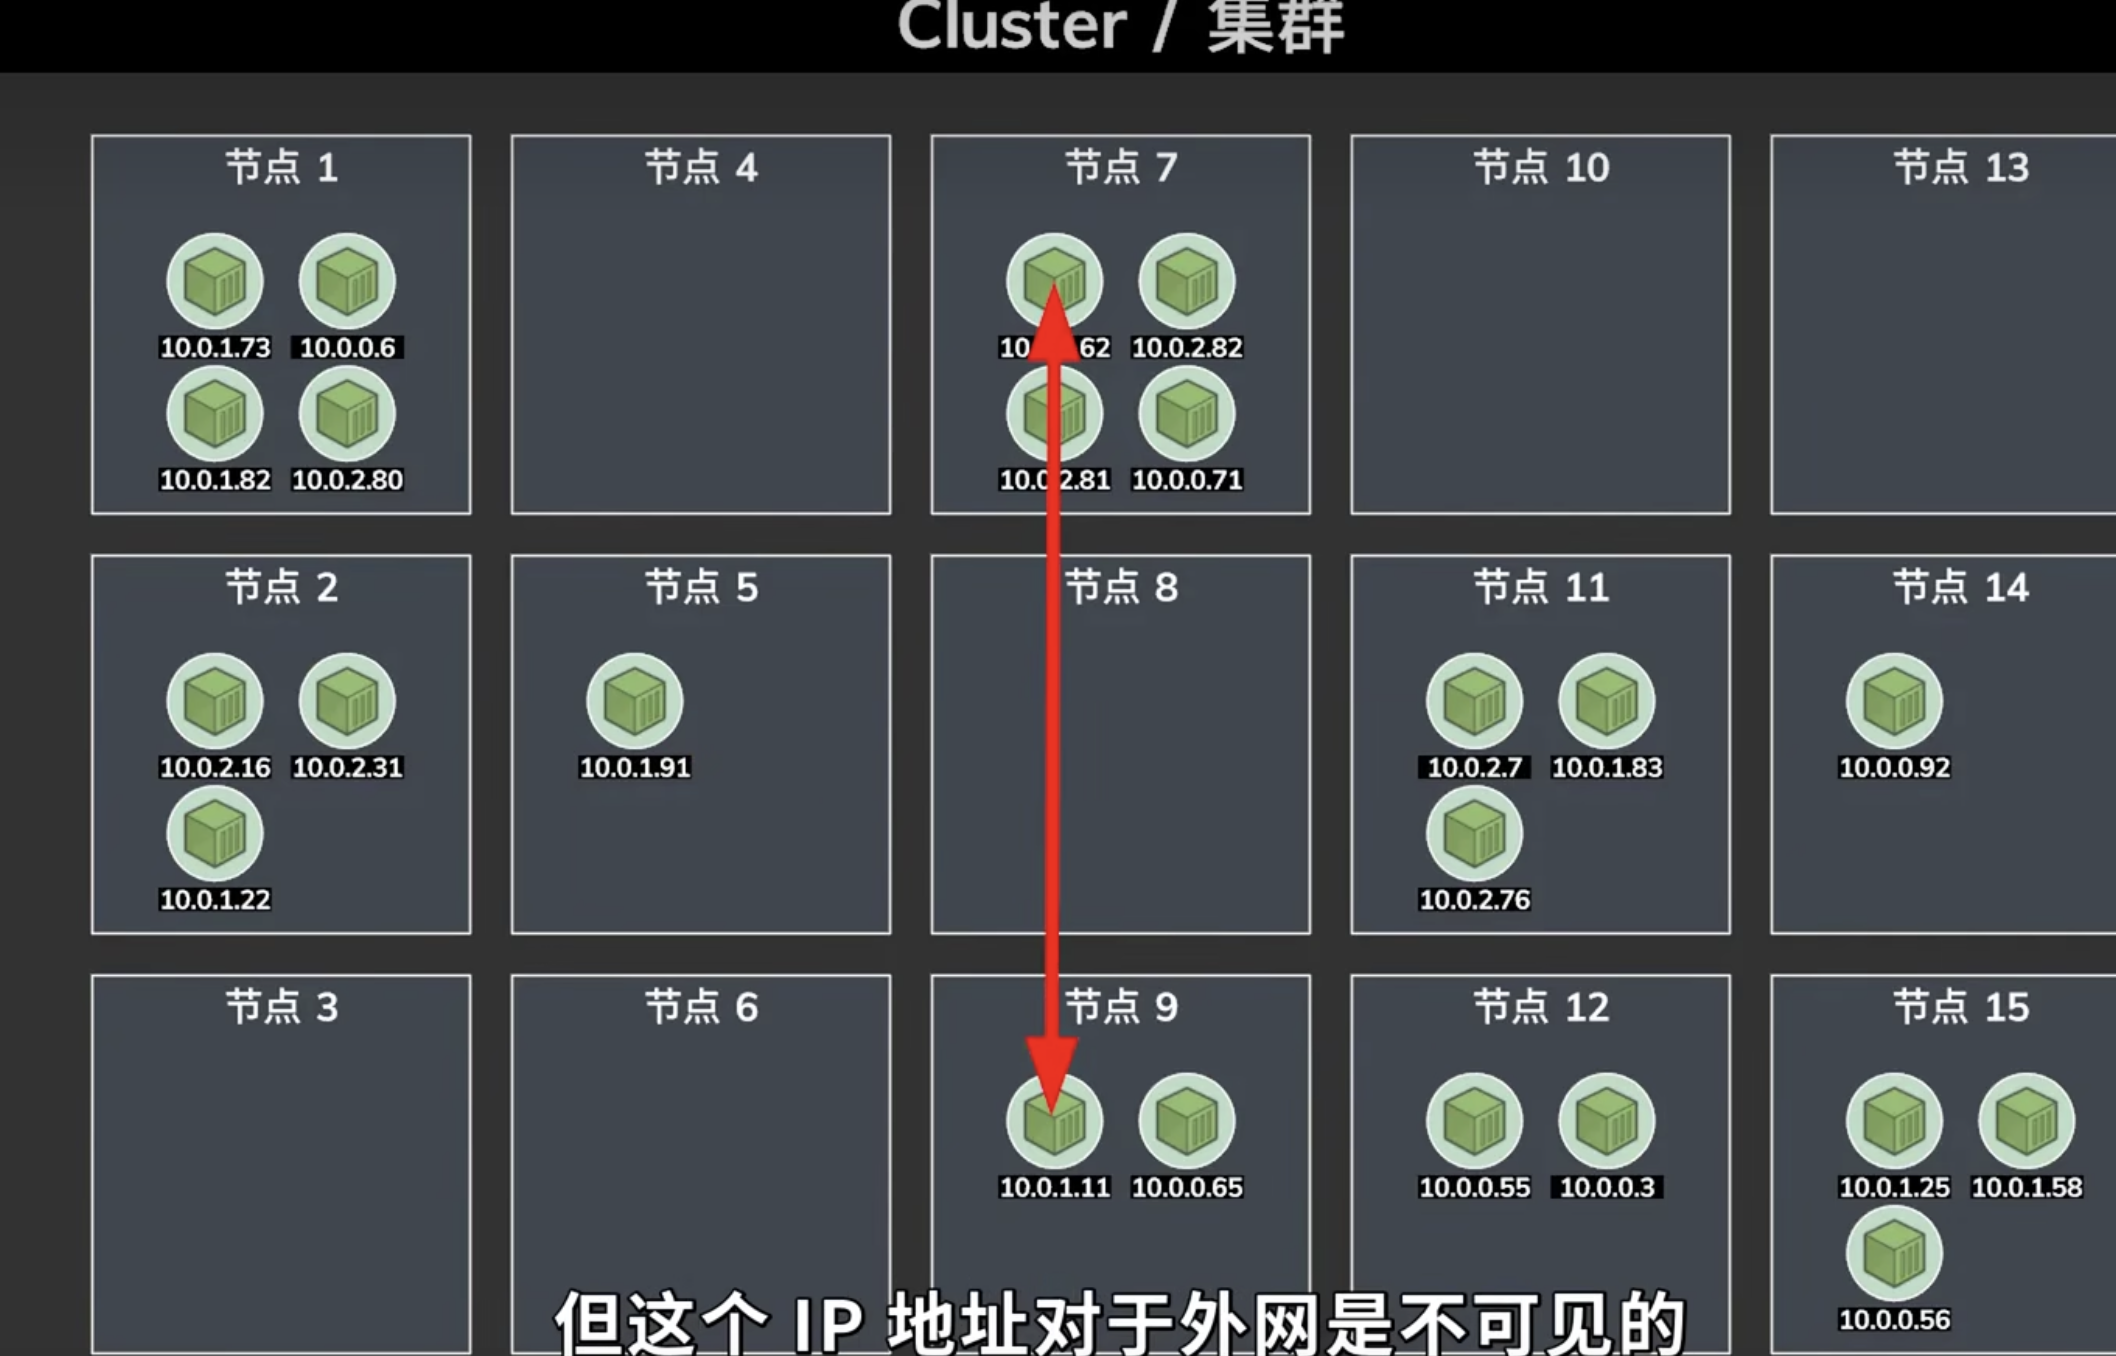 Cluster / 集群
节点 1
节点 4
节点 7
节点 10
节点 13
10.0.1.73 10.0.0.6
10.0.1.82 10.0.2.80
10. 62 10.0.2.82
10.0.2.81 10.0.0.71
节点 2
节点 5
节点 8
节点 11
节点 14
10.0.2.16 10.0.2.31
10.0.1.22
10.0.1.91
10.0.2.7 10.0.1.83
10.0.2.76
10.0.0.92
节点 3
节点 6
节点 9
节点 12
节点 15
10.0.1.11 10.0.0.65
10.0.0.55 10.0.0.3
10.0.1.25 10.0.1.58
10.0.0.56
但这个 IP 地址对于外网是不可见的